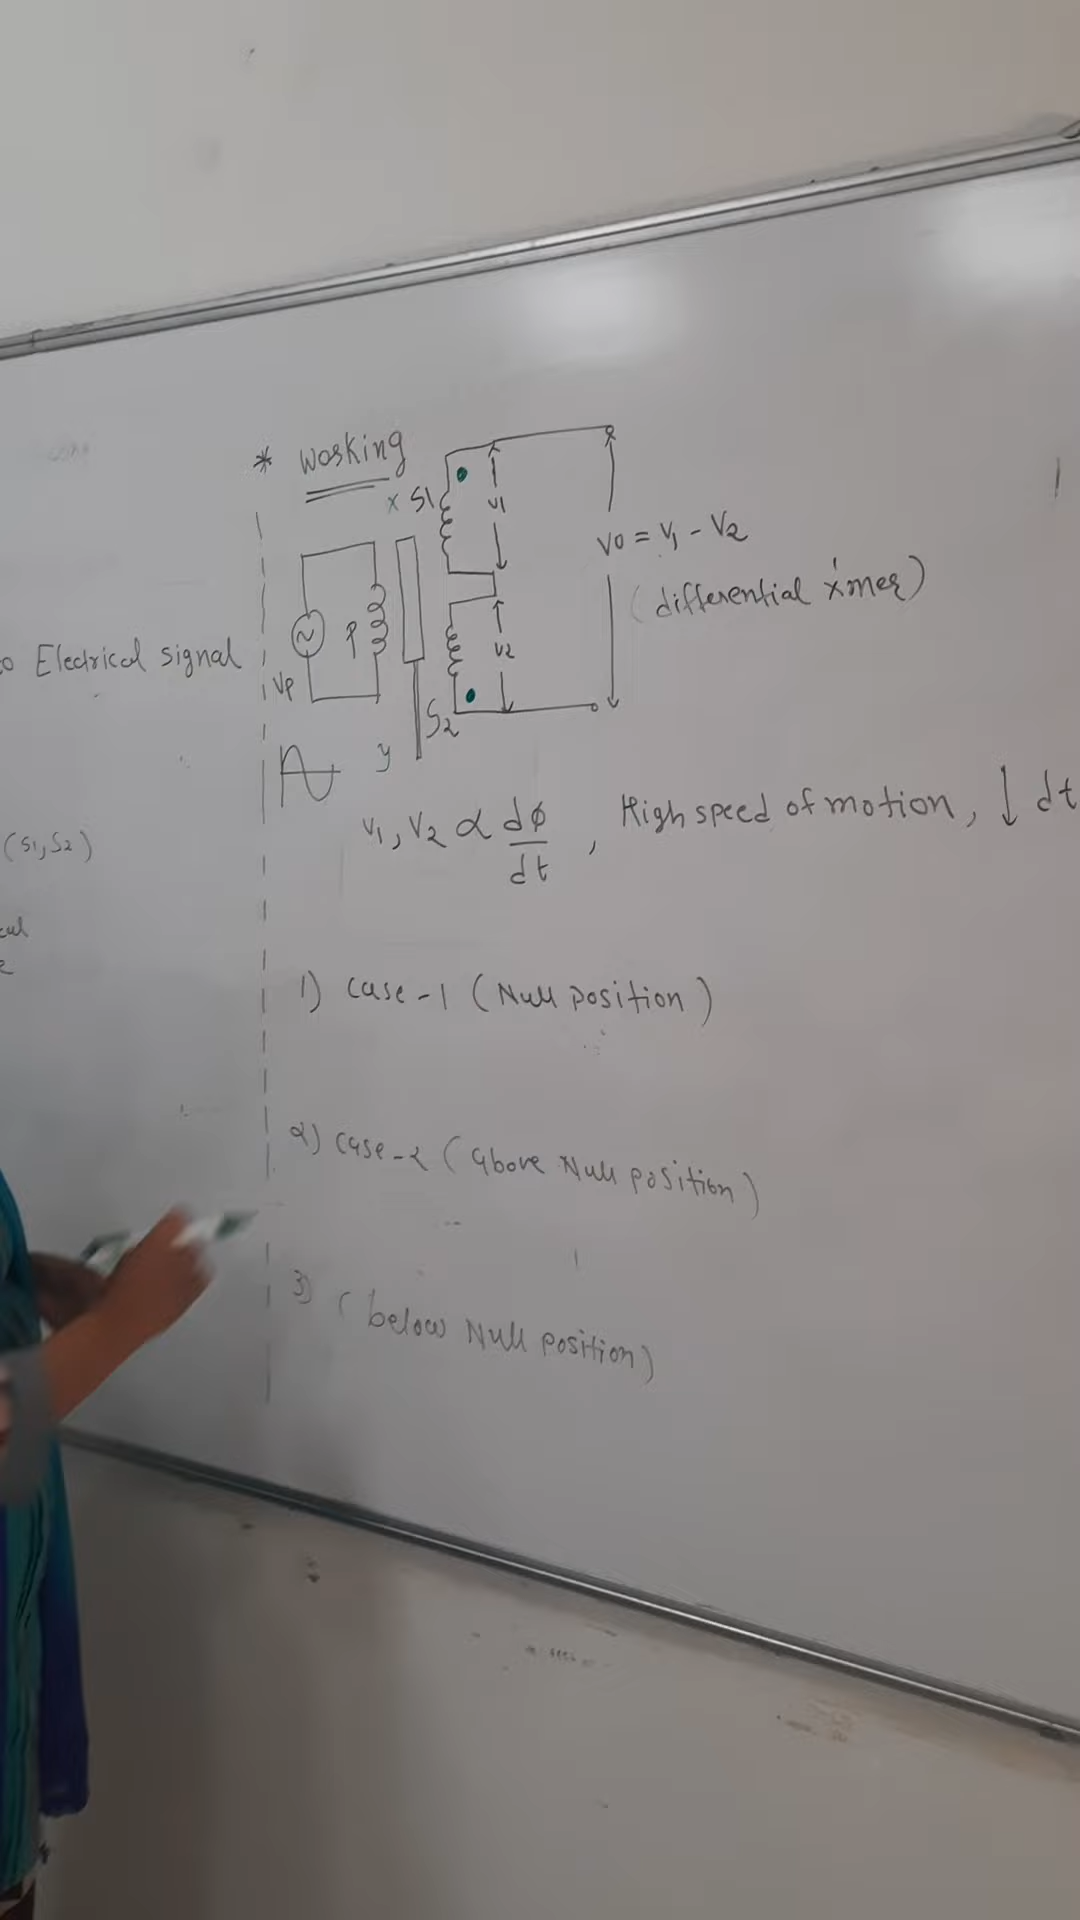 * Working
x S1
V1
V0 = V1 - V2
(differential x'mer)
P
V2
Vp
S2
y
to Electrical signal
V1, V2 ∝ dφ/dt , High speed of motion, ↓ dt
(S1, S2)
1) Case-1 (Null position)
2) Case-2 (Above Null position)
3) (below Null position)